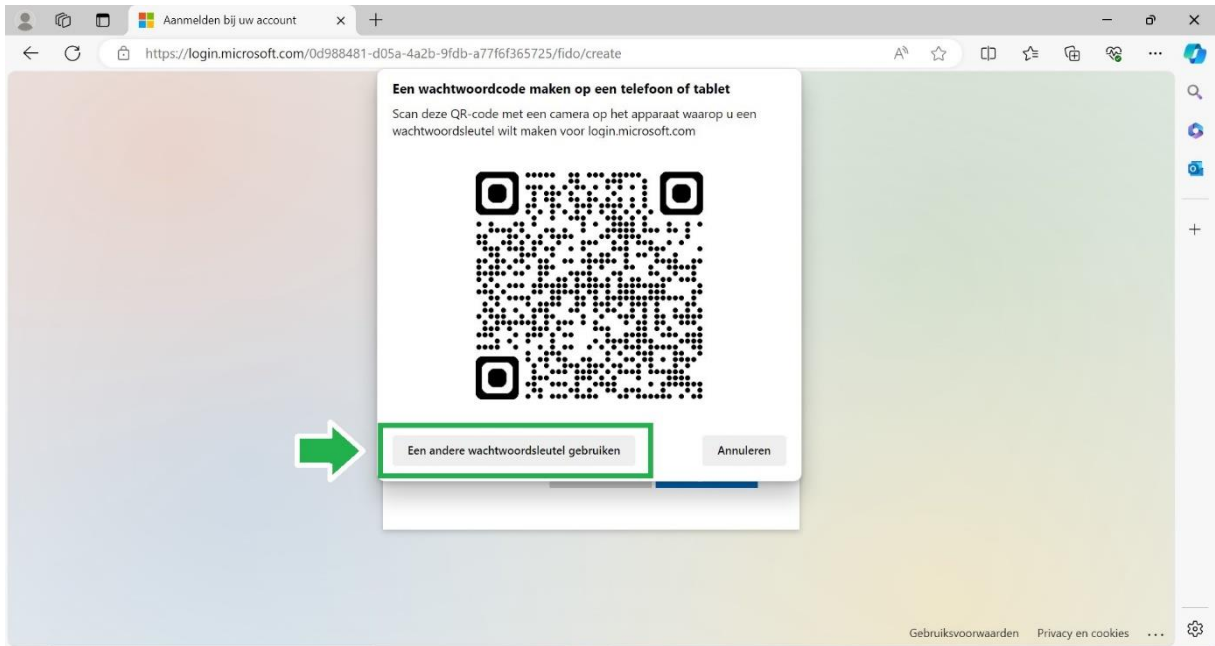 Aanmelden bij uw account
https://login.microsoft.com/0d988481-d05a-4a2b-9fdb-a77f6f365725/fido/create
Een wachtwoordcode maken op een telefoon of tablet
Scan deze QR-code met een camera op het apparaat waarop u een
wachtwoordsleutel wilt maken voor login.microsoft.com
Een andere wachtwoordsleutel gebruiken
Annuleren
Gebruiksvoorwaarden Privacy en cookies ...